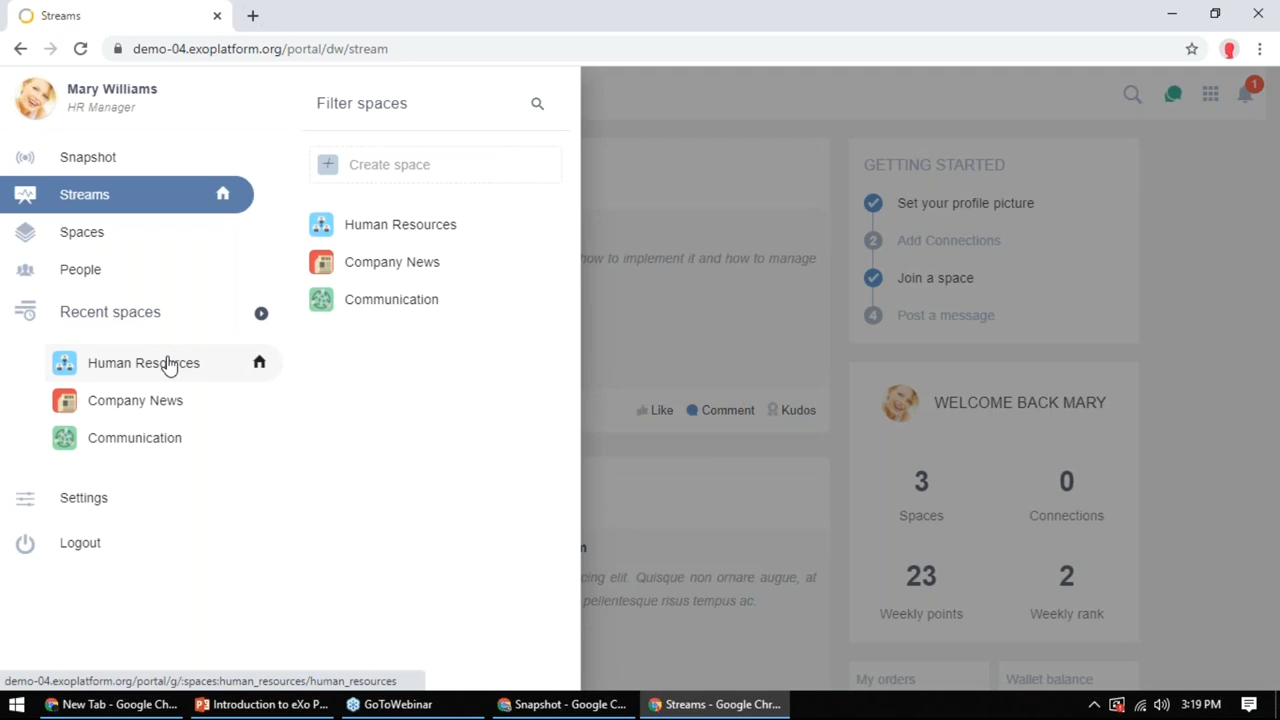 Streams
demo-04.exoplatform.org/portal/dw/stream
Mary Williams
HR Manager
Snapshot
Streams
Spaces
People
Recent spaces
Human Resources
Company News
Communication
Settings
Logout
Filter spaces
Create space
Human Resources
Company News
Communication
how to implement it and how to manage
Like
Comment
Kudos
cing elit. Quisque non ornare augue, at
pellentesque risus tempus ac.
1
GETTING STARTED
Set your profile picture
2 Add Connections
Join a space
4 Post a message
WELCOME BACK MARY
3
Spaces
0
Connections
23
Weekly points
2
Weekly rank
My orders
Wallet balance
demo-04.exoplatform.org/portal/g/:spaces:human_resources/human_resources
New Tab - Google Ch...
Introduction to eXo P...
GoToWebinar
Snapshot - Google C...
Streams - Google Chr...
3:19 PM